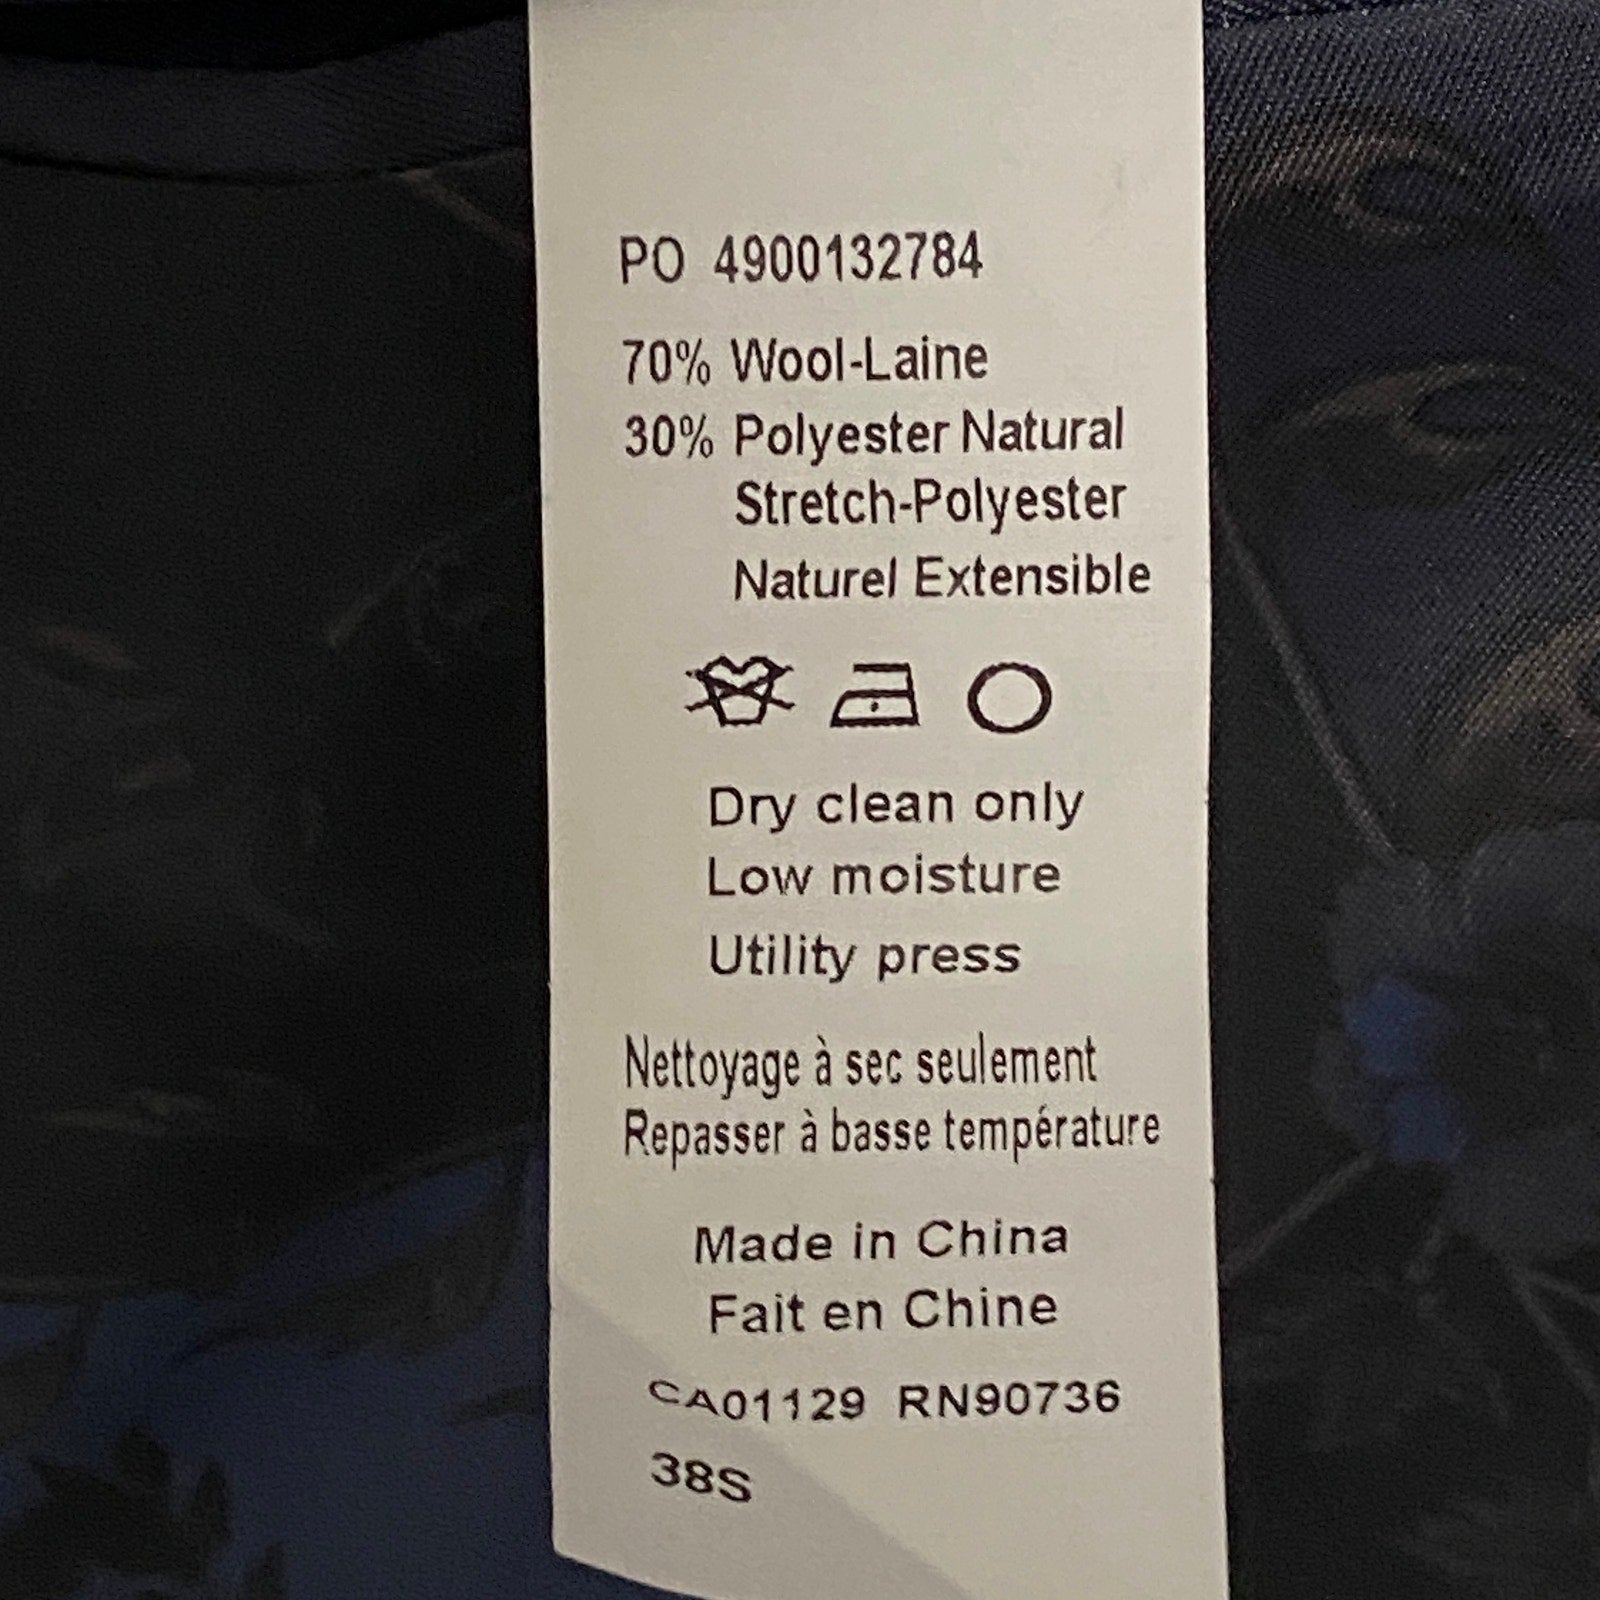 PO 4900132784
70% Wool-Laine
30% Polyester Natural
Stretch-Polyester
Naturel Extensible
Dry clean only
Low moisture
Utility press
Nettoyage à sec seulement
Repasser à basse température
Made in China
Fait en Chine
CA01129 RN90736
38S